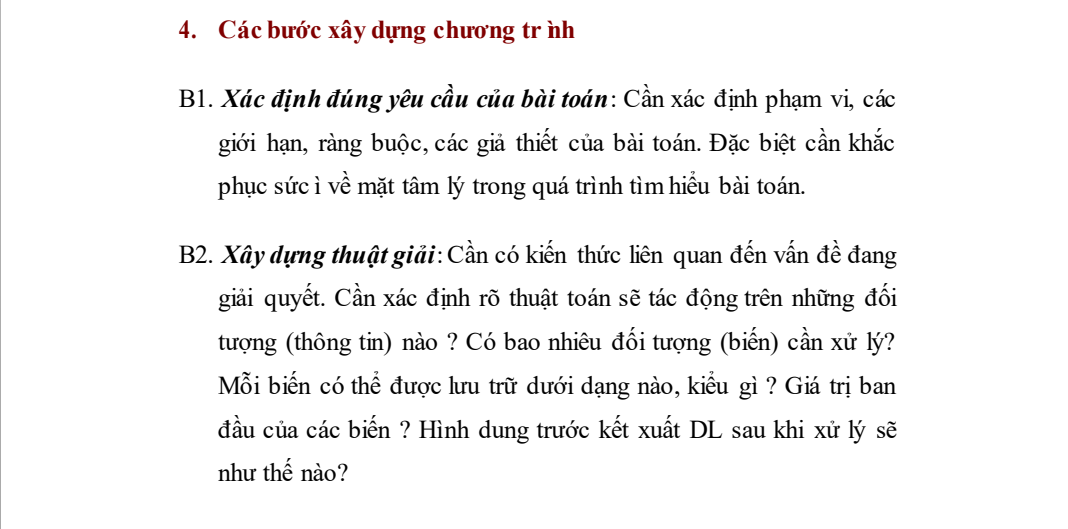 4. Các bước xây dựng chương tr ình
B1. Xác định đúng yêu cầu của bài toán: Cần xác định phạm vi, các
giới hạn, ràng buộc, các giả thiết của bài toán. Đặc biệt cần khắc
phục sức ì về mặt tâm lý trong quá trình tìm hiểu bài toán.
B2. Xây dựng thuật giải: Cần có kiến thức liên quan đến vấn đề đang
giải quyết. Cần xác định rõ thuật toán sẽ tác động trên những đối
tượng (thông tin) nào ? Có bao nhiêu đối tượng (biến) cần xử lý?
Mỗi biến có thể được lưu trữ dưới dạng nào, kiểu gì ? Giá trị ban
đầu của các biến ? Hình dung trước kết xuất DL sau khi xử lý sẽ
như thế nào?